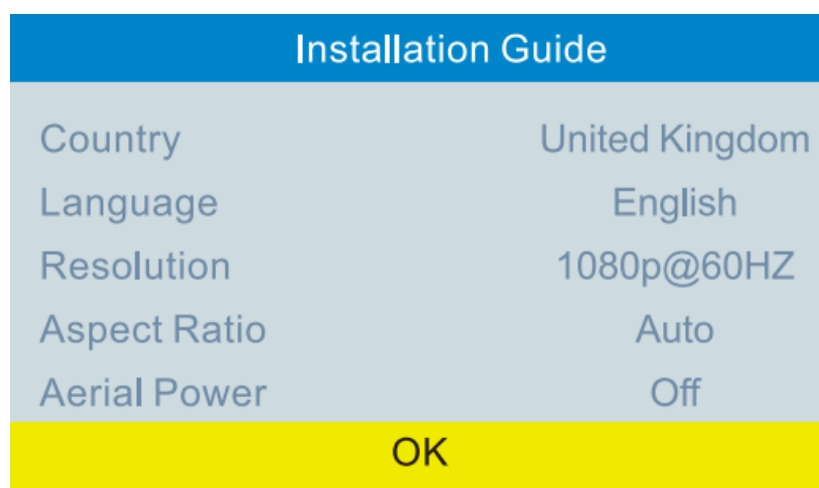 Installation Guide
Country United Kingdom
Language English
Resolution 1080p@60HZ
Aspect Ratio Auto
Aerial Power Off
OK